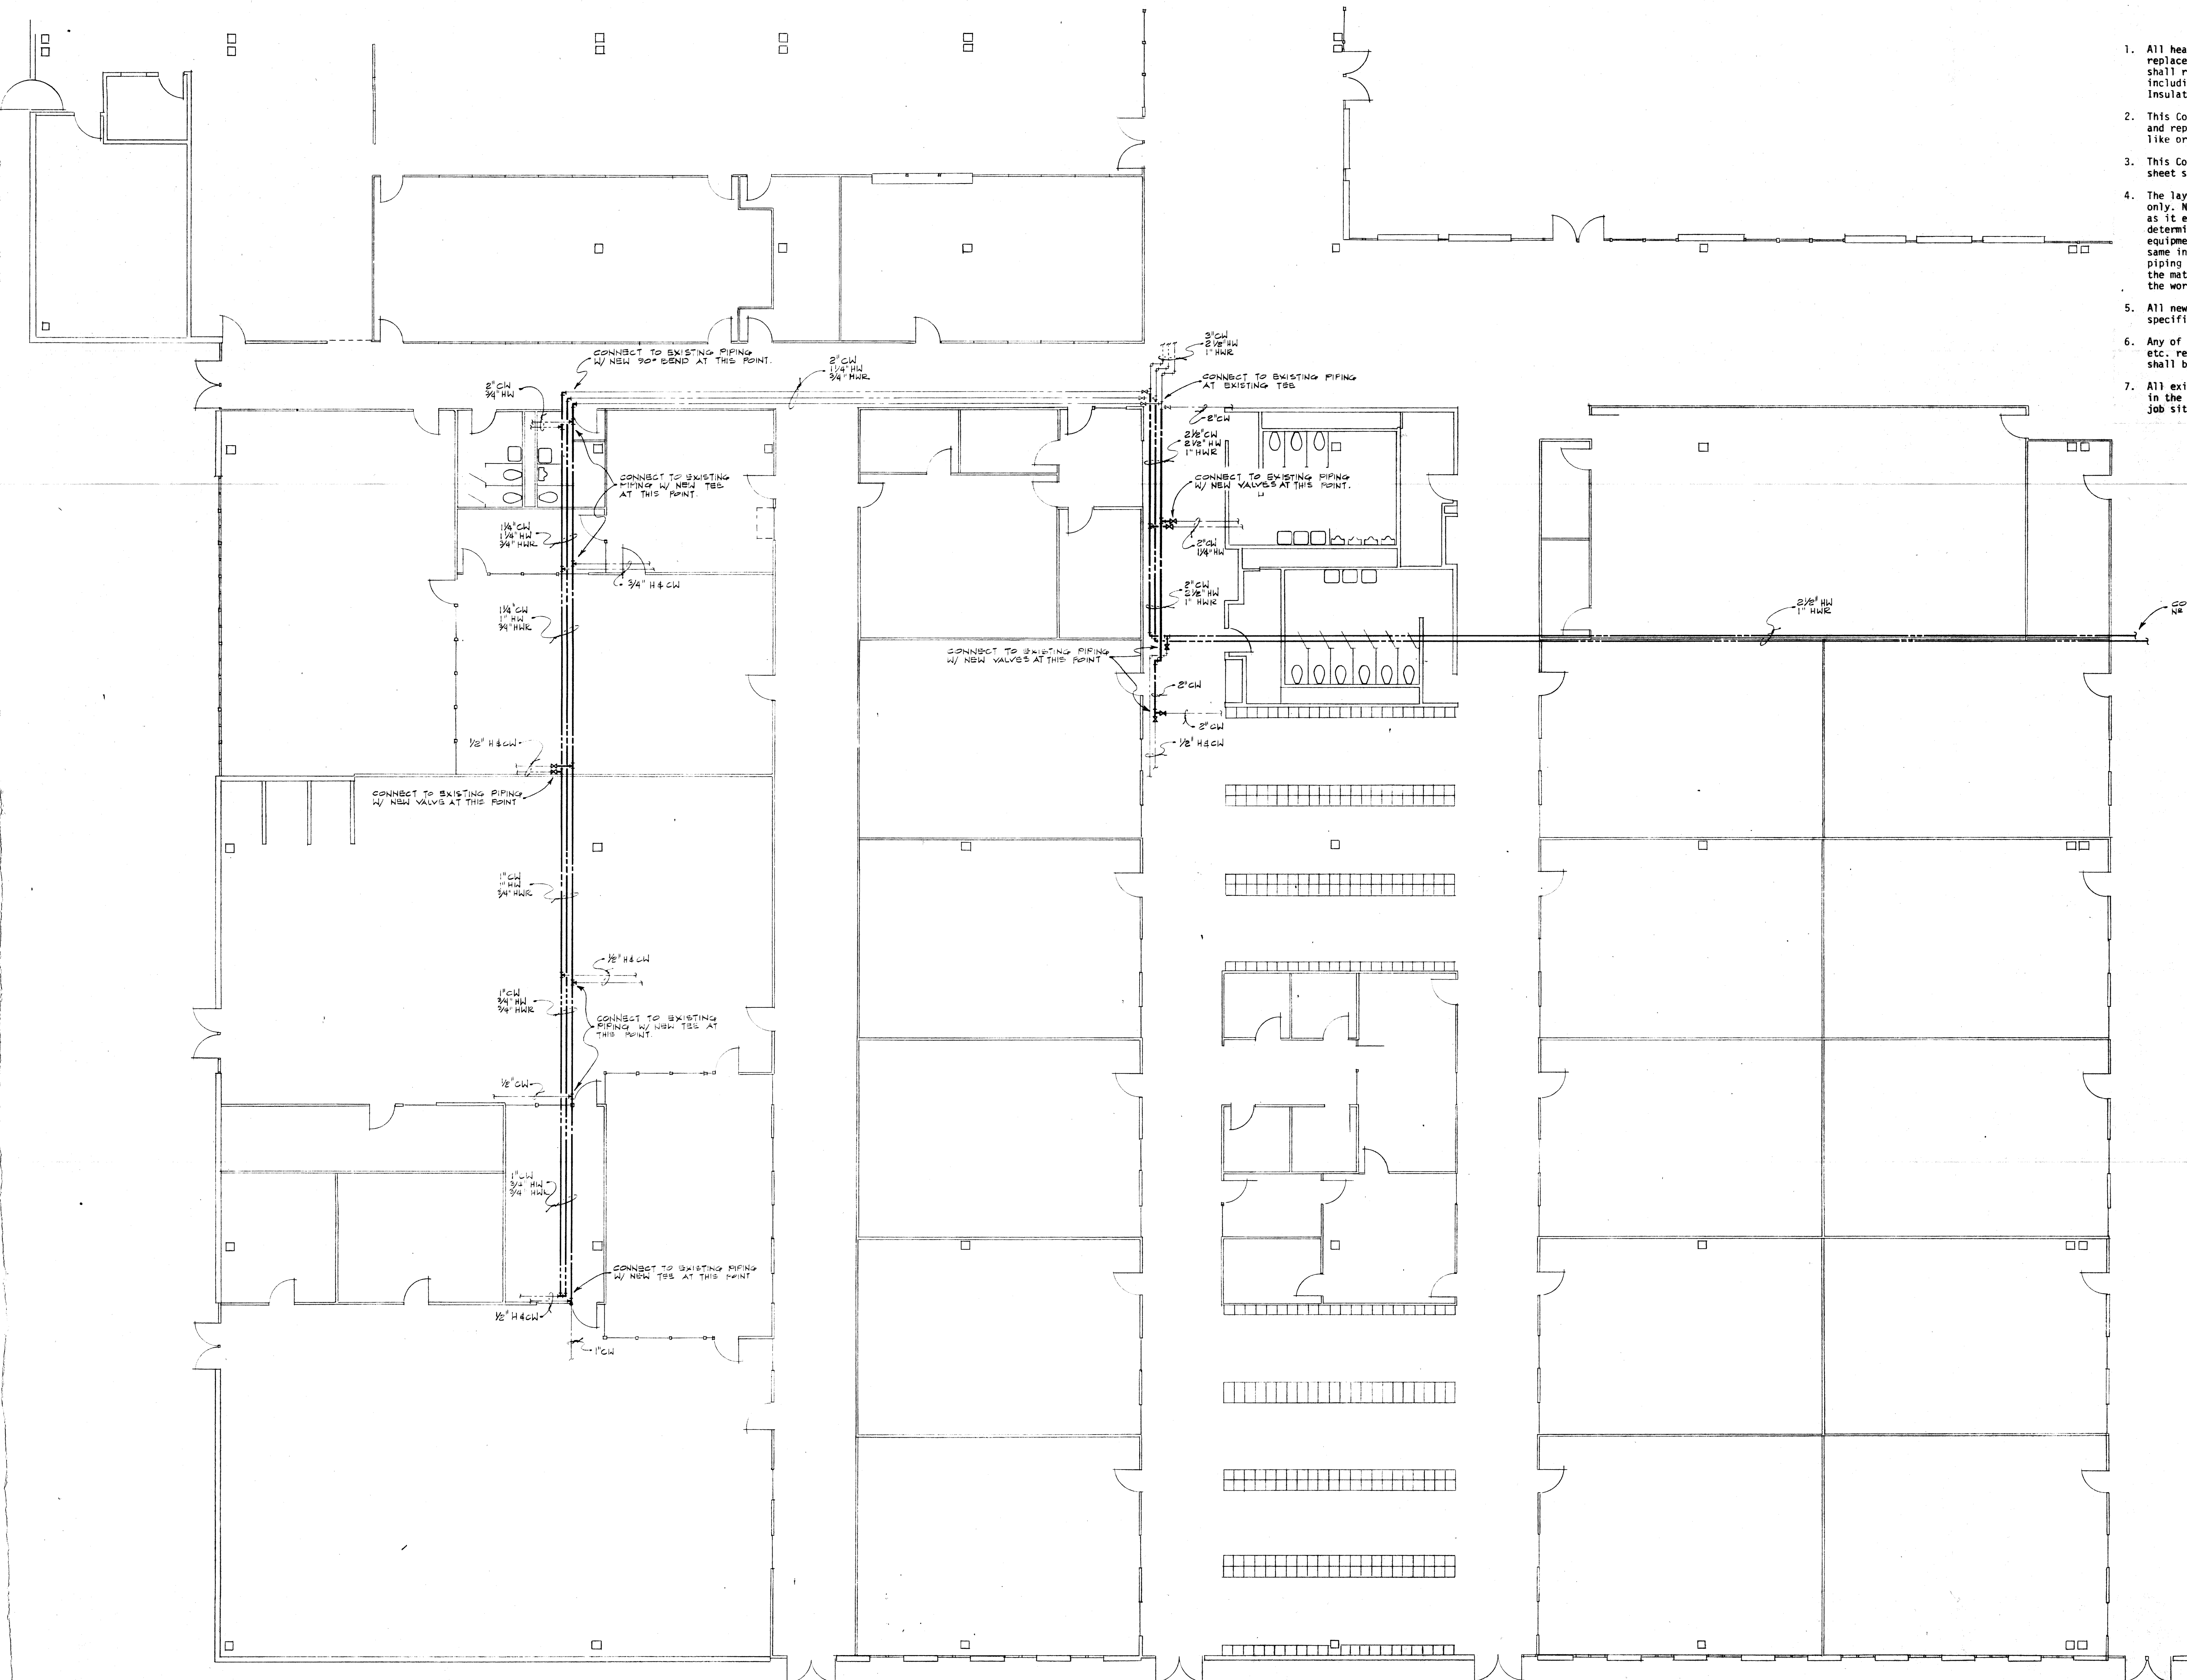 1. All hea
replace
shall r
includi
Insulat
2. This Co
and rep
like or
3. This Co
sheet s
4. The lay
only. N
as it e
determi
equipme
same in
piping
the mat
the wor
5. All new
specifi
6. Any of
etc. re
shall b
7. All exi
in the
job sit
3" CW
2 1/2" HW
1" HWR
CONNECT TO EXISTING PIPING
W/ NEW 90° BEND AT THIS POINT.
2" CW
1 1/4" HW
3/4" HWR
CONNECT TO EXISTING PIPING
AT EXISTING TEE
2" CW
3/4" HW
2" CW
2 1/2" CW
2 1/2" HW
1" HWR
CONNECT TO EXISTING
PIPING W/ NEW TEE
AT THIS POINT.
CONNECT TO EXISTING PIPING
W/ NEW VALVES AT THIS POINT.
1 1/4" CW
1 1/4" HW
3/4" HWR
2" CW
1 1/4" HW
3/4" H & CW
2" CW
2 1/2" HW
1" HWR
1 1/4" CW
1" HW
3/4" HWR
2 1/2" HW
1" HWR
CO
NE
CONNECT TO EXISTING PIPING
W/ NEW VALVES AT THIS POINT
2" CW
2" CW
1/2" H & CW
1/2" H & CW
CONNECT TO EXISTING PIPING
W/ NEW VALVE AT THIS POINT
1" CW
1" HW
3/4" HWR
1/2" H & CW
1" CW
3/4" HW
3/4" HWR
CONNECT TO EXISTING
PIPING W/ NEW TEE AT
THIS POINT.
1/2" CW
1" CW
3/4" HW
3/4" HWR
CONNECT TO EXISTING PIPING
W/ NEW TEE AT THIS POINT
1/2" H & CW
1" CW